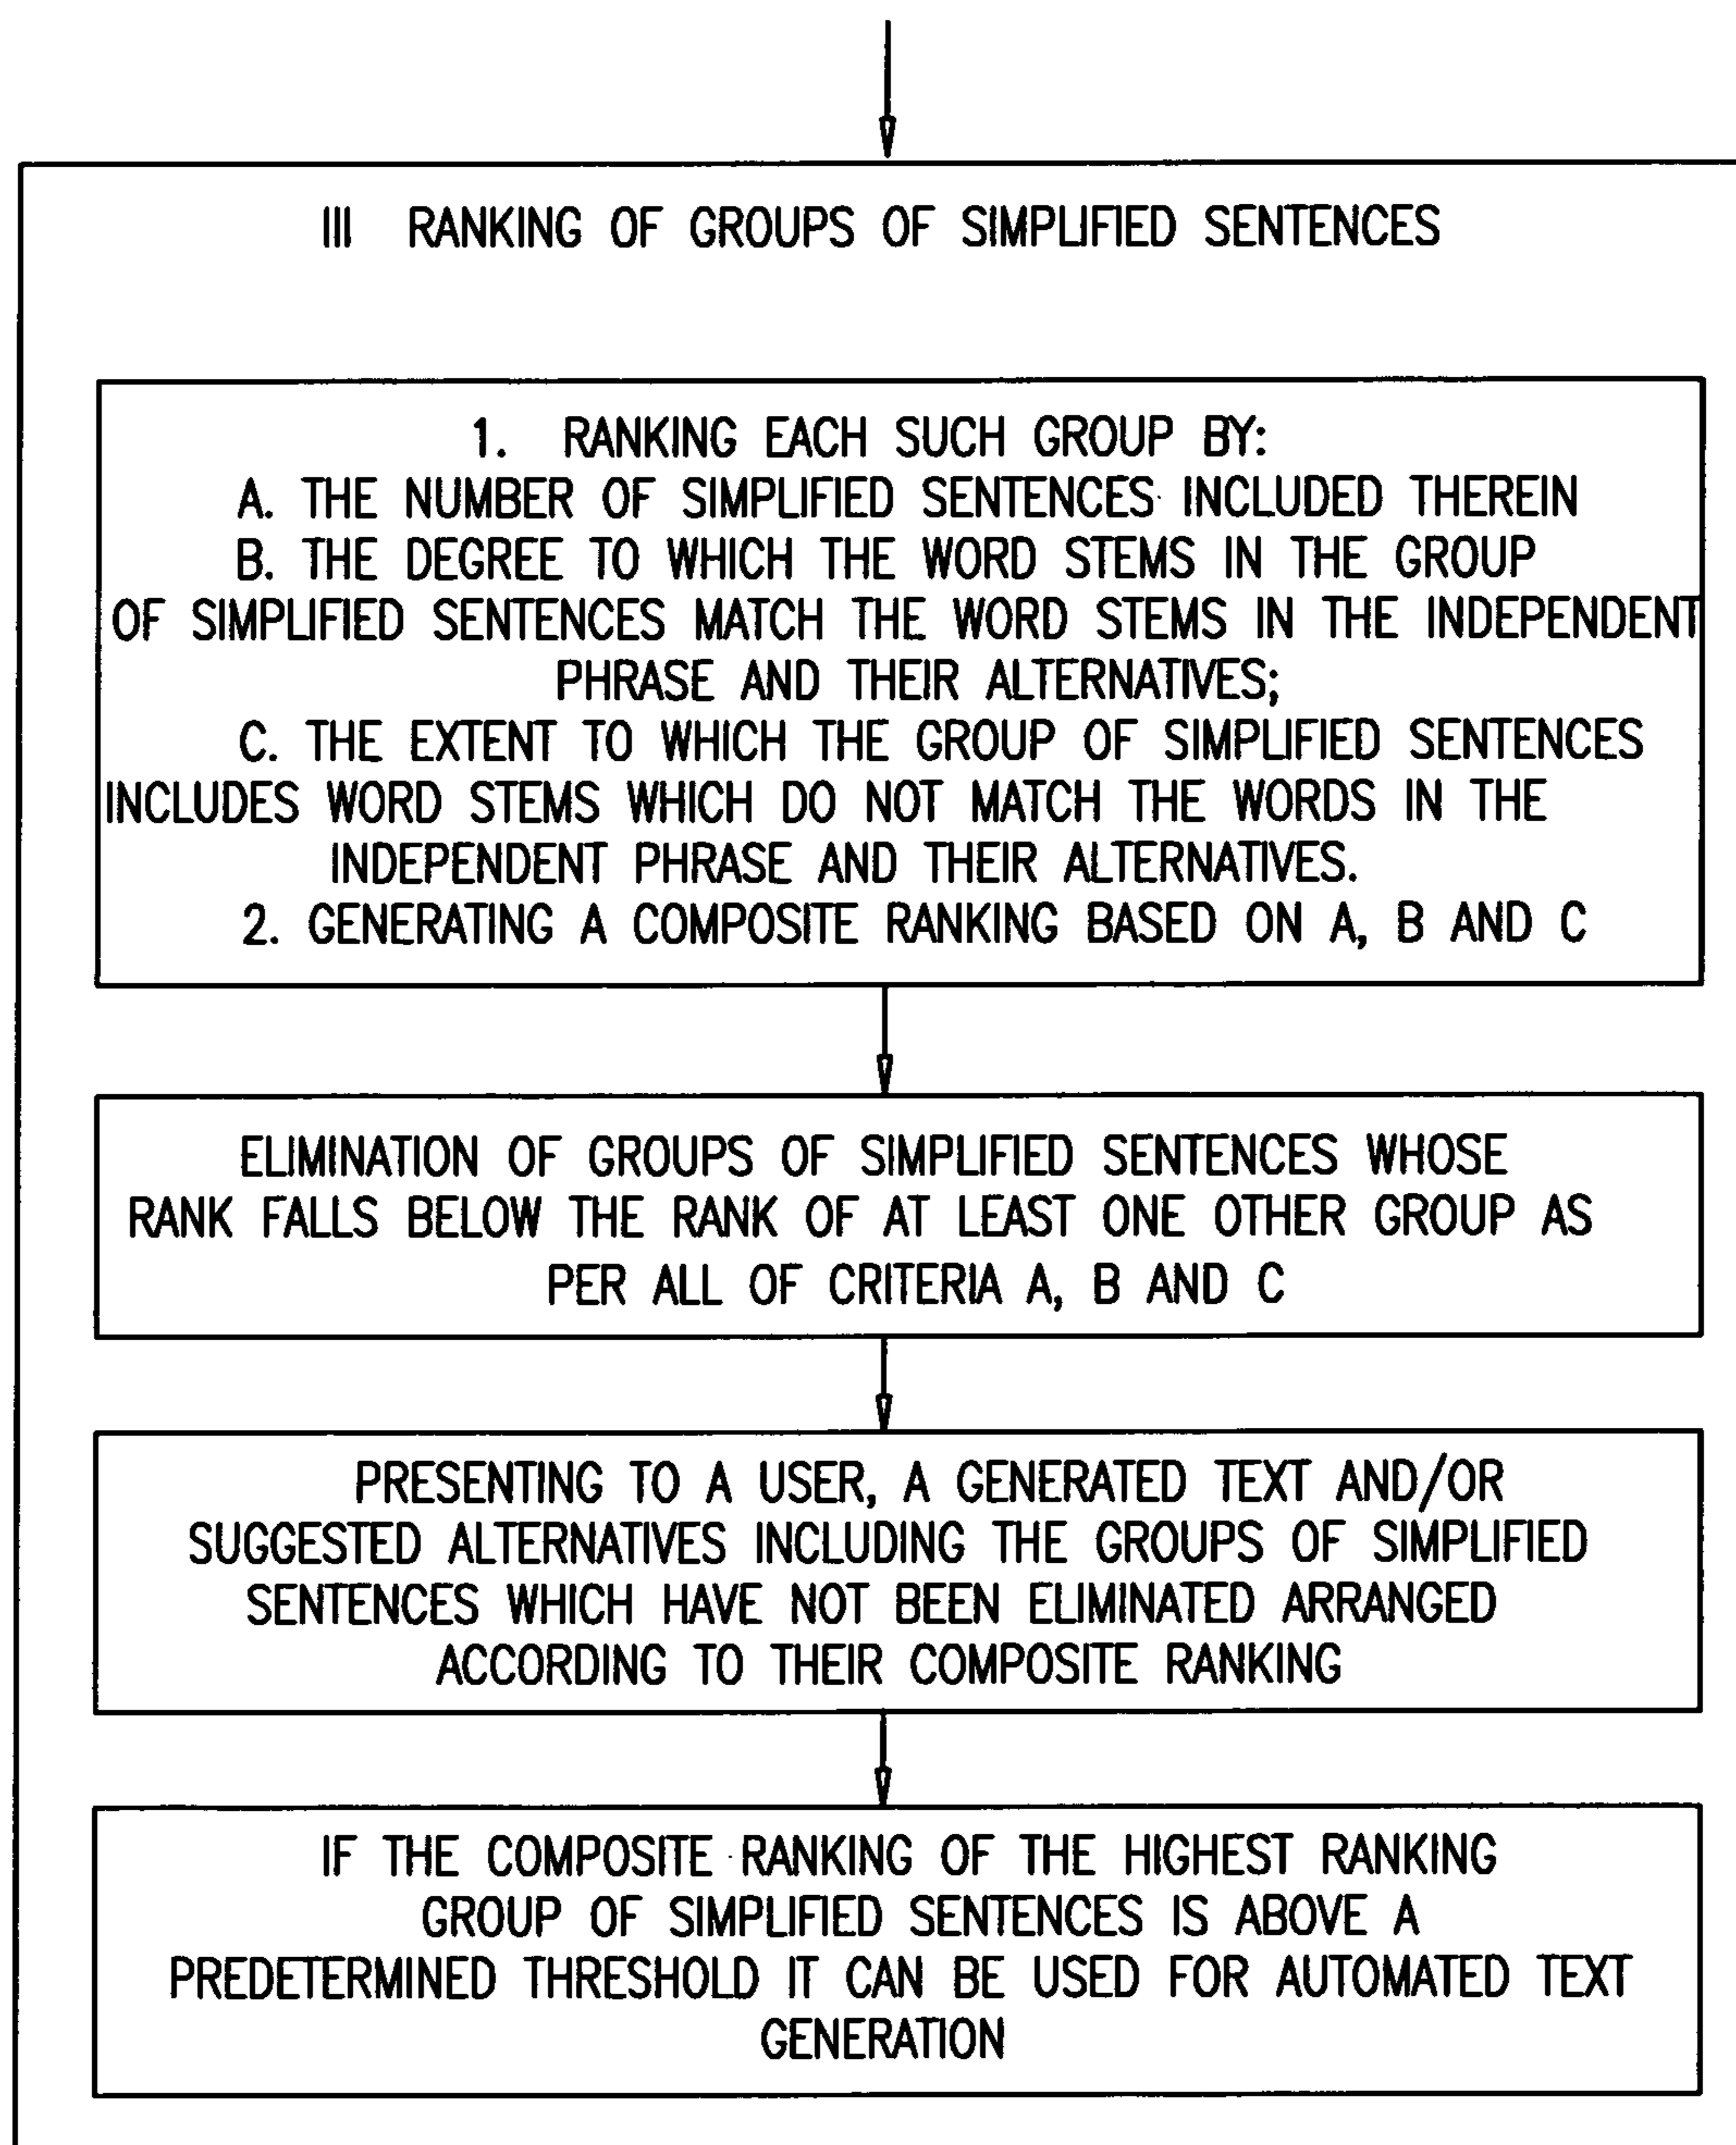 III RANKING OF GROUPS OF SIMPLIFIED SENTENCES
1. RANKING EACH SUCH GROUP BY:
A. THE NUMBER OF SIMPLIFIED SENTENCES INCLUDED THEREIN
B. THE DEGREE TO WHICH THE WORD STEMS IN THE GROUP
OF SIMPLIFIED SENTENCES MATCH THE WORD STEMS IN THE INDEPENDENT
PHRASE AND THEIR ALTERNATIVES;
C. THE EXTENT TO WHICH THE GROUP OF SIMPLIFIED SENTENCES
INCLUDES WORD STEMS WHICH DO NOT MATCH THE WORDS IN THE
INDEPENDENT PHRASE AND THEIR ALTERNATIVES.
2. GENERATING A COMPOSITE RANKING BASED ON A, B AND C
ELIMINATION OF GROUPS OF SIMPLIFIED SENTENCES WHOSE
RANK FALLS BELOW THE RANK OF AT LEAST ONE OTHER GROUP AS
PER ALL OF CRITERIA A, B AND C
PRESENTING TO A USER, A GENERATED TEXT AND/OR
SUGGESTED ALTERNATIVES INCLUDING THE GROUPS OF SIMPLIFIED
SENTENCES WHICH HAVE NOT BEEN ELIMINATED ARRANGED
ACCORDING TO THEIR COMPOSITE RANKING
IF THE COMPOSITE RANKING OF THE HIGHEST RANKING
GROUP OF SIMPLIFIED SENTENCES IS ABOVE A
PREDETERMINED THRESHOLD IT CAN BE USED FOR AUTOMATED TEXT
GENERATION